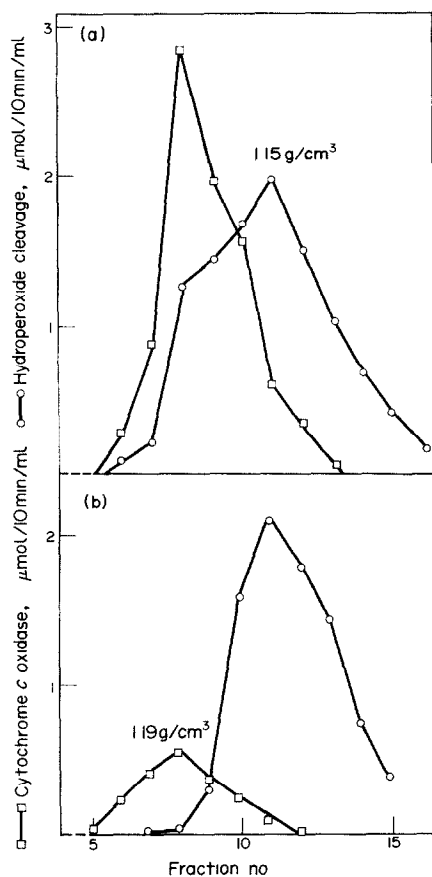 (a)
3
2
1
115 g/cm³
(b)
2
1
119 g/cm³
5
10
15
Fraction no
□—□ Cytochrome c oxidase, μmol/10min/ml
○—○ Hydroperoxide cleavage, μmol/10min/ml